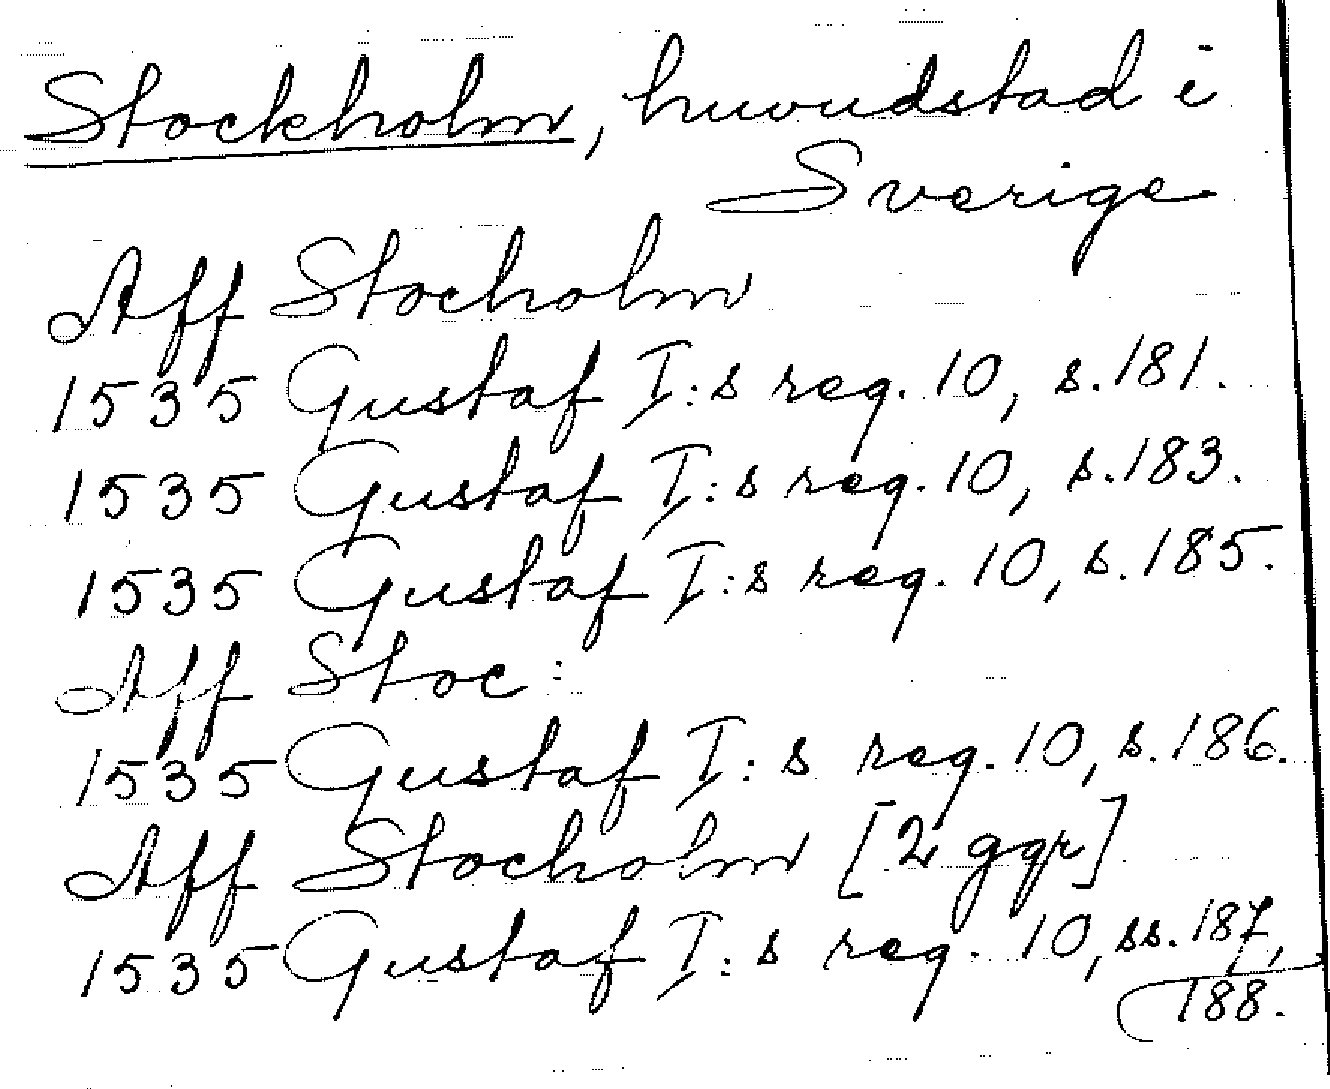 Stockholm, huvudstad i
Sverige
Aff Stocholm
1535 Gustaf I:s reg. 10, s. 181.
1535 Gustaf I:s reg. 10, s. 183.
1535 Gustaf I:s reg. 10, s. 185.
Aff Stoc:
1535 Gustaf I:s reg. 10, s. 186.
Aff Stocholm [2 ggr]
1535 Gustaf I:s reg. 10, ss. 187,
188.